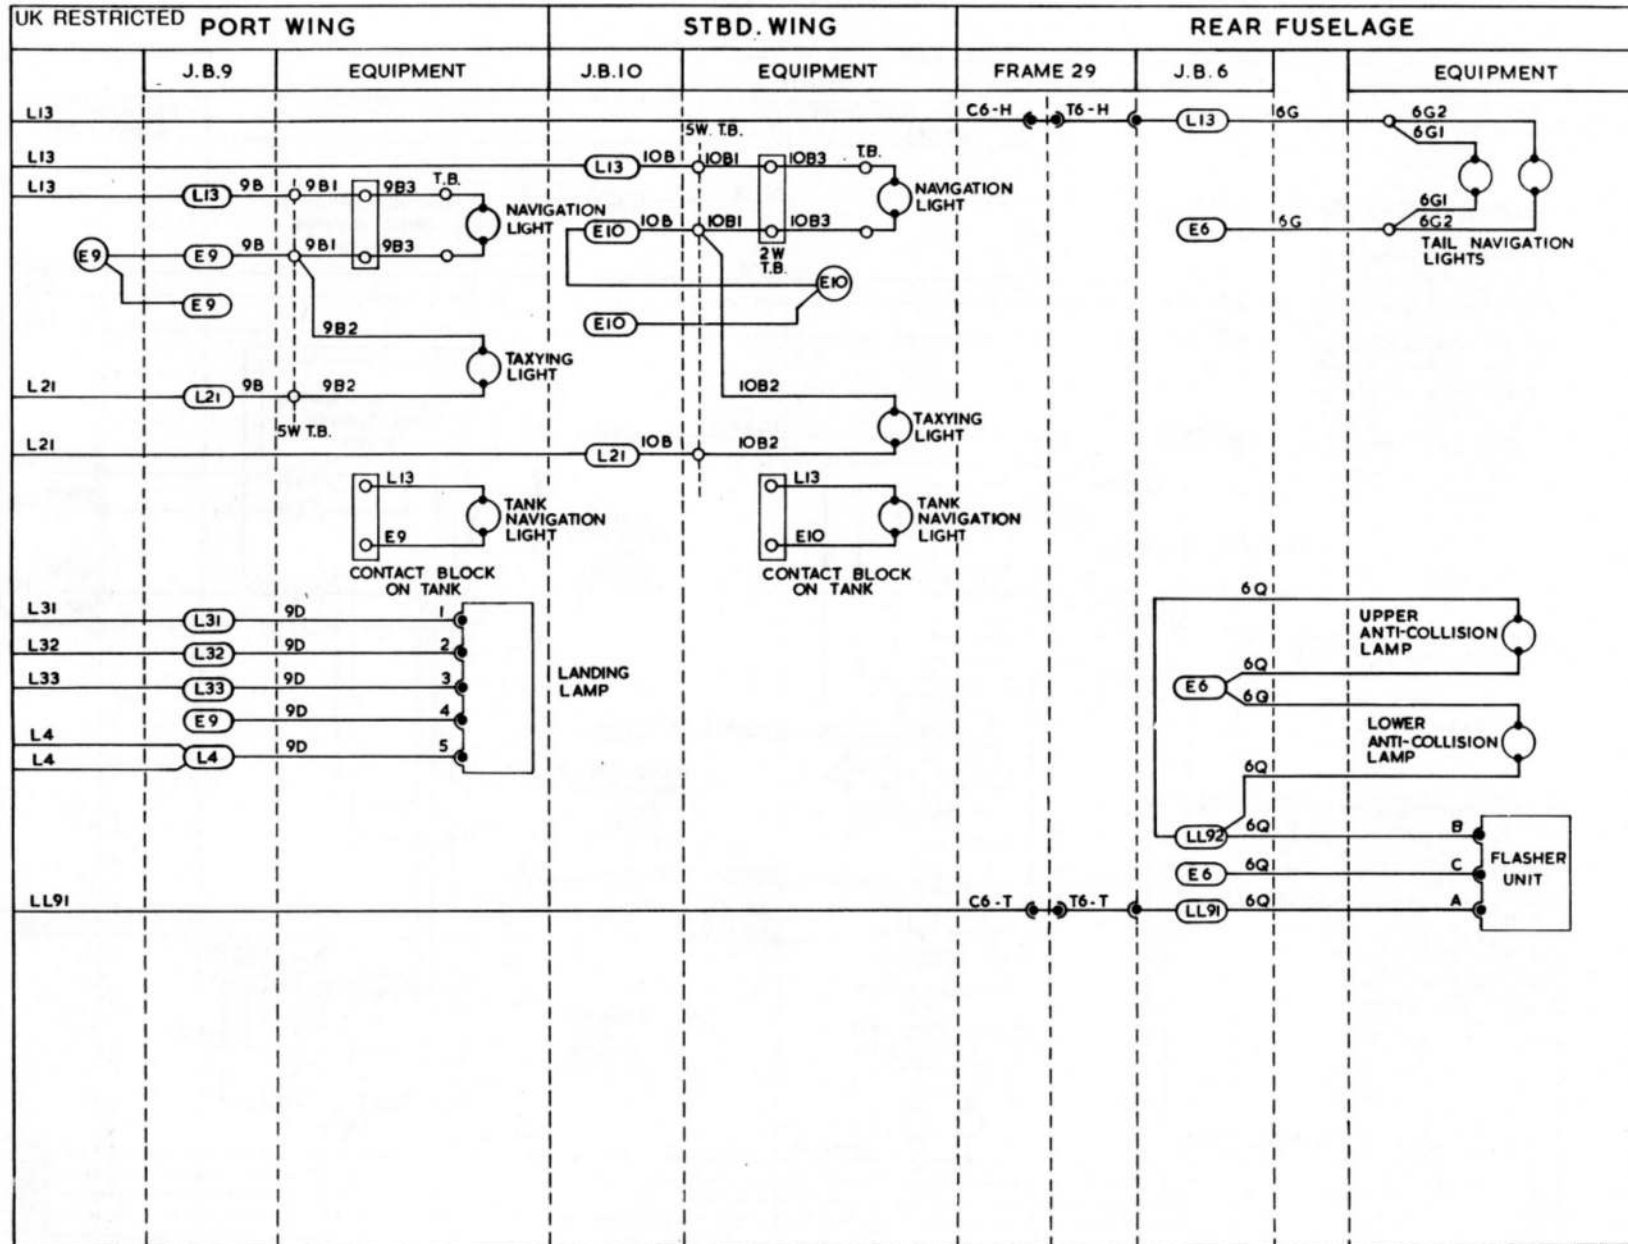 UK RESTRICTED
PORT WING
STBD. WING
REAR FUSELAGE
J.B.9
EQUIPMENT
J.B.10
EQUIPMENT
FRAME 29
J.B.6
EQUIPMENT
L13
C6-H
T6-H
L13
6G
6G2
6G1
6G1
6G2
E6
6G
TAIL NAVIGATION
LIGHTS
L13
L13
10B
5W. T.B.
10B1
10B3
T.B.
NAVIGATION
LIGHT
E10
10B
10B1
10B3
2W
T.B.
E10
E10
L13
L13
9B
9B1
9B3
T.B.
NAVIGATION
LIGHT
E9
E9
9B
9B1
9B3
E9
9B2
TAXYING
LIGHT
L21
L21
9B
9B2
5W T.B.
10B2
TAXYING
LIGHT
L21
L21
10B
10B2
L13
TANK
NAVIGATION
LIGHT
E9
CONTACT BLOCK
ON TANK
L13
TANK
NAVIGATION
LIGHT
E10
CONTACT BLOCK
ON TANK
L31
L31
9D
1
L32
L32
9D
2
L33
L33
9D
3
E9
9D
4
L4
L4
L4
9D
5
LANDING
LAMP
6Q
UPPER
ANTI-COLLISION
LAMP
6Q
E6
6Q
LOWER
ANTI-COLLISION
LAMP
6Q
LL92
6Q
B
E6
6Q
C
FLASHER
UNIT
LL91
C6-T
T6-T
LL91
6Q
A